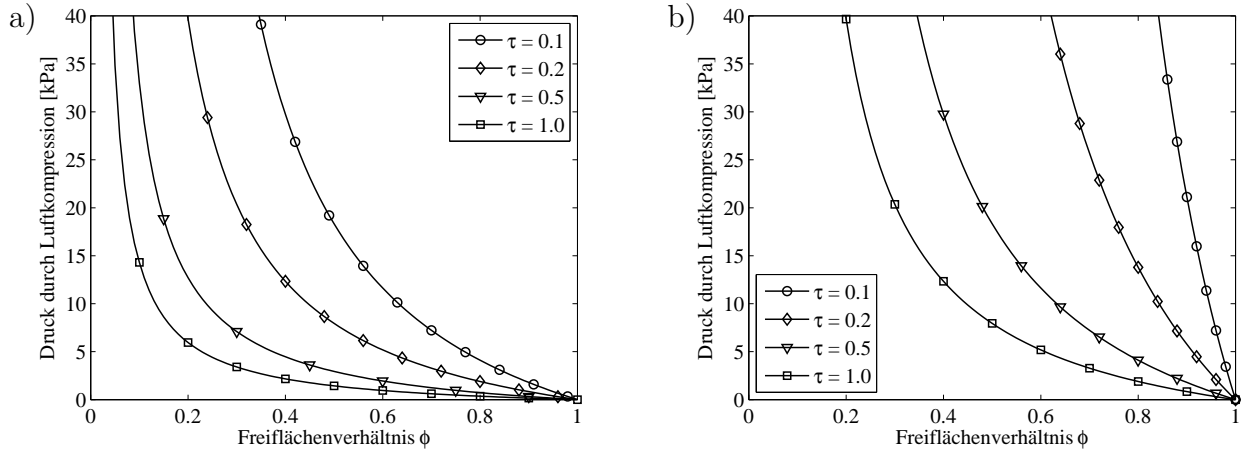 a)
Druck durch Luftkompression [kPa]
40
35
30
25
20
15
10
5
0
0
0.2
0.4
0.6
0.8
1
Freiflächenverhältnis ϕ
τ = 0.1
τ = 0.2
τ = 0.5
τ = 1.0
b)
Druck durch Luftkompression [kPa]
40
35
30
25
20
15
10
5
0
0
0.2
0.4
0.6
0.8
1
Freiflächenverhältnis ϕ
τ = 0.1
τ = 0.2
τ = 0.5
τ = 1.0